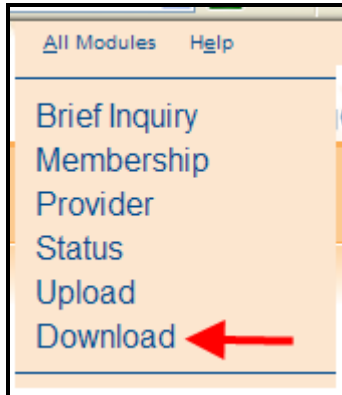 All Modules Help
Brief Inquiry
Membership
Provider
Status
Upload
Download